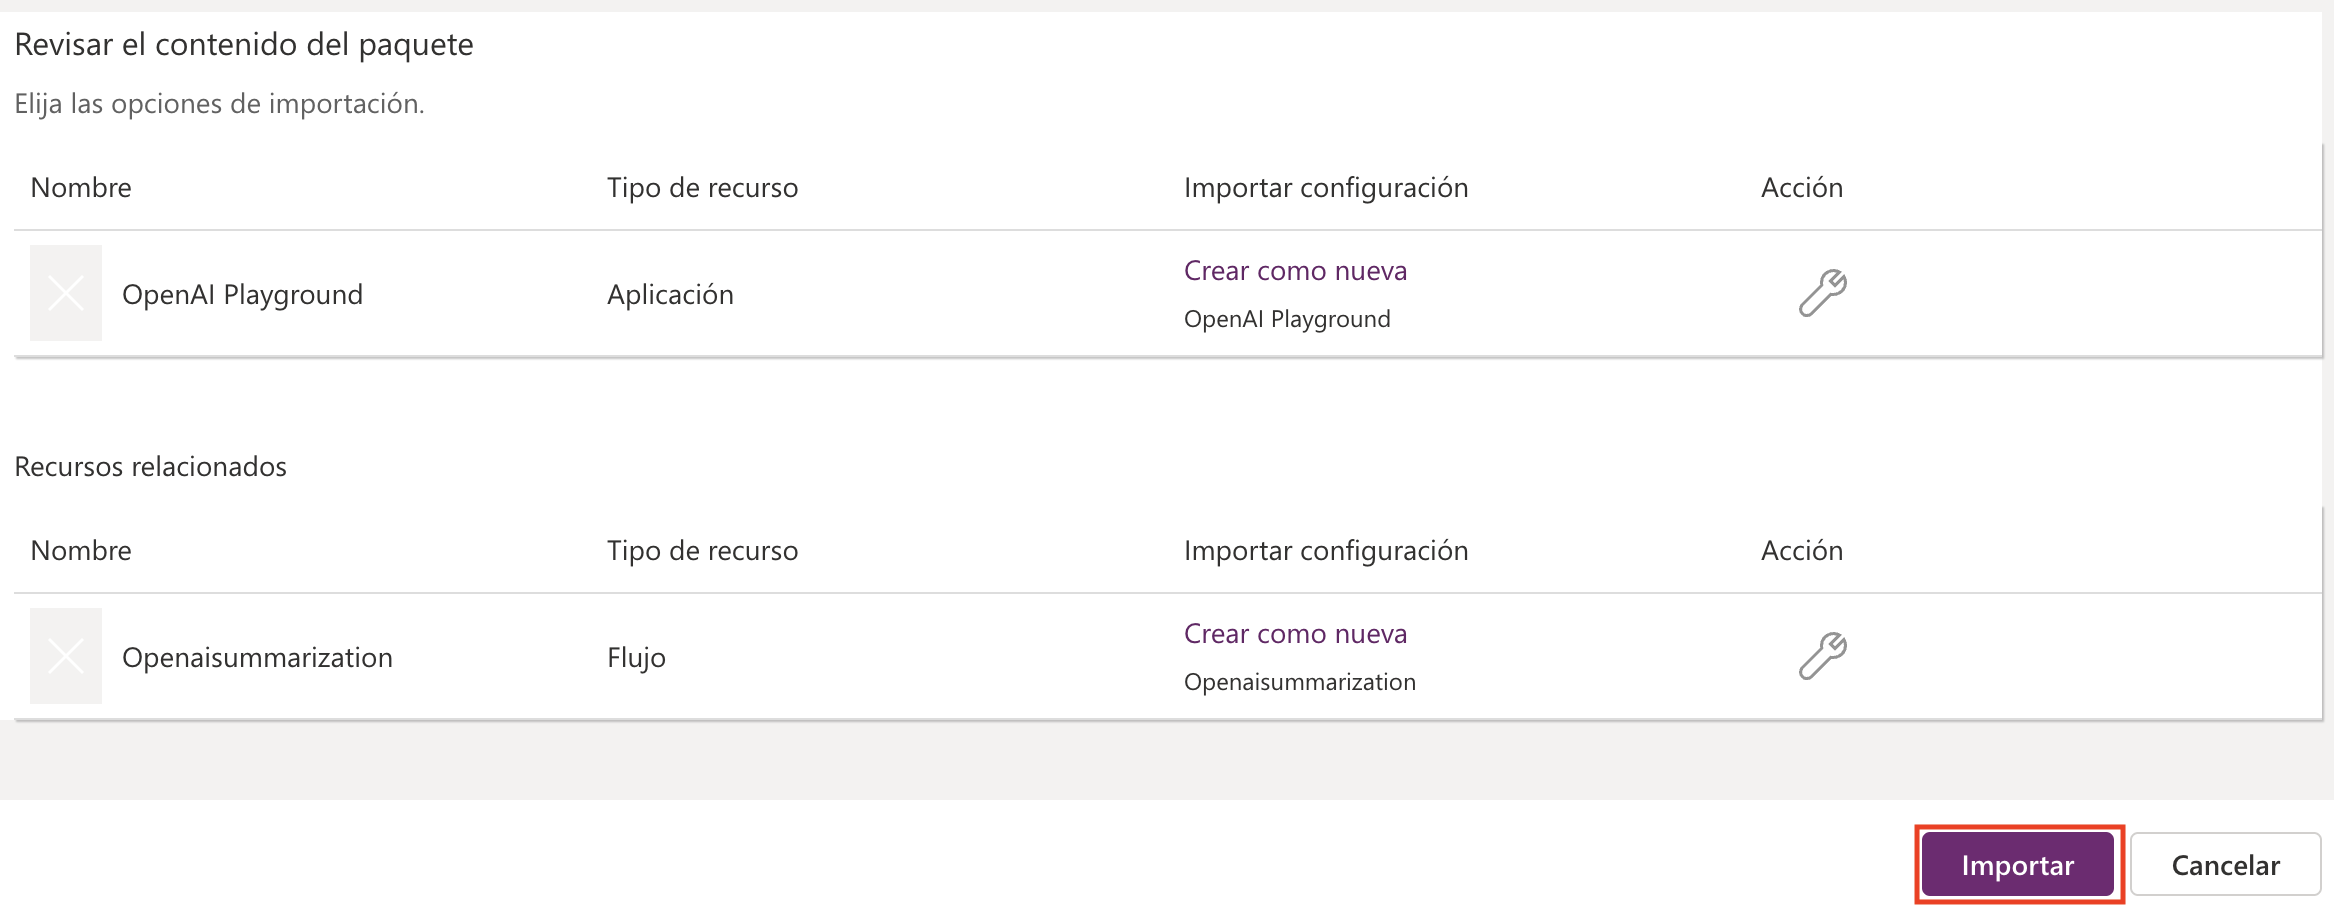 Revisar el contenido del paquete
Elija las opciones de importación.
Nombre Tipo de recurso Importar configuración Acción
OpenAI Playground Aplicación Crear como nueva
OpenAI Playground
Recursos relacionados
Nombre Tipo de recurso Importar configuración Acción
Openaisummarization Flujo Crear como nueva
Openaisummarization
Importar Cancelar